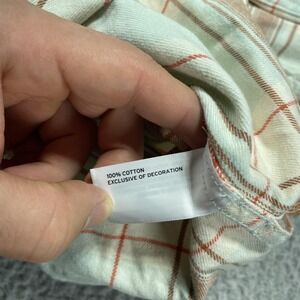 100% COTTON
EXCLUSIVE OF DECORATION